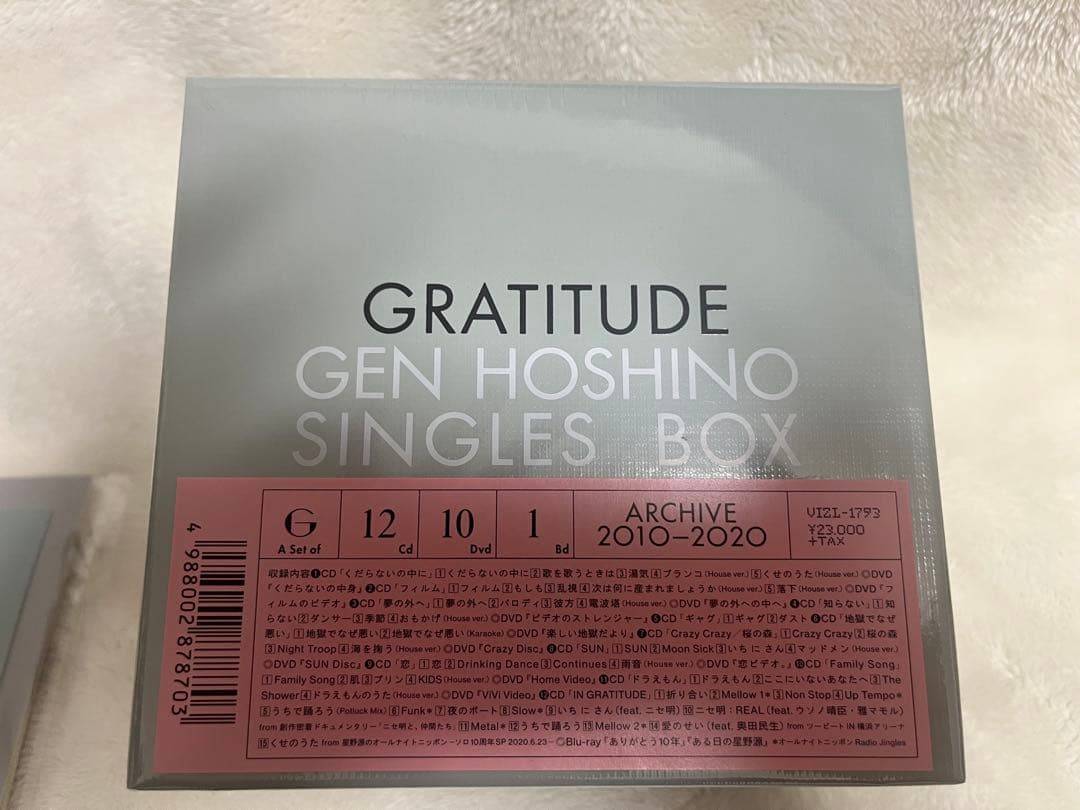 GRATITUDE
GEN HOSHINO
SINGLES BOX
G A Set of
12 Cd
10 Dvd
1 Bd
ARCHIVE
2010–2020
VIZL-1793
¥23,000
+TAX
4 988002 878703
収録内容❶CD「くだらないの中に」1くだらないの中に2歌を歌うときは3湯気4ブランコ(House ver.)5くせのうた(House ver.)◎DVD
『くだらないの中身』❷CD「フィルム」1フィルム2もしも3乱視4次は何に産まれましょうか(House ver.)5落下(House ver.)◎DVD『フ
ィルムのビデオ』❸CD「夢の外へ」1夢の外へ2パロディ3彼方4電波塔(House ver.)◎DVD『夢の外への中へ』❹CD「知らない」1知
らない2ダンサー3季節4おもかげ(House ver.)◎DVD『ビデオのストレンジャー』❺CD「ギャグ」1ギャグ2ダスト❻CD「地獄でなぜ
悪い」1地獄でなぜ悪い2地獄でなぜ悪い(Karaoke)◎DVD『楽しい地獄だより』❼CD「Crazy Crazy／桜の森」1Crazy Crazy2桜の森
3Night Troop4海を掬う(House ver.)◎DVD『Crazy Disc』❽CD「SUN」1SUN2Moon Sick3いち に さん4マッドメン(House ver.)
◎DVD『SUN Disc』❾CD「恋」1恋2Drinking Dance3Continues4雨音(House ver.)◎DVD『恋ビデオ。』❿CD「Family Song」
1Family Song2肌3プリン4KIDS(House ver.)◎DVD『Home Video』⓫CD「ドラえもん」1ドラえもん2ここにいないあなたへ3The
Shower4ドラえもんのうた(House ver.)◎DVD『ViVi Video』⓬CD「IN GRATITUDE」1折り合い2Mellow 1*3Non Stop4Up Tempo*
5うちで踊ろう(Potluck Mix)6Funk*7夜のボート8Slow*9いち に さん(feat. ニセ明)10ニセ明：REAL(feat. ウソノ晴臣・雅マモル)
from 創作密着ドキュメンタリー「ニセ明と、仲間たち」11Metal*12うちで踊ろう13Mellow 2*14愛のせい(feat. 奥田民生) from ツービート IN 横浜アリーナ
15くせのうた from 星野源のオールナイトニッポン-ソロ10周年SP 2020.6.23-◎Blu-ray『ありがとう10年』『ある日の星野源』*オールナイトニッポン Radio Jingles